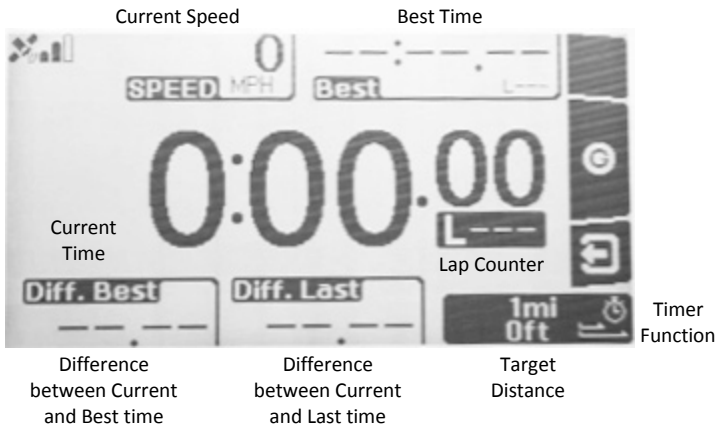 Current Speed
Best Time
0
SPEED MPH
--:--.--
Best L---
0:00.00
G
Current
Time
L---
Lap Counter
Diff. Best
--.--
Diff. Last
--.--
1mi
0ft
Timer
Function
Difference
between Current
and Best time
Difference
between Current
and Last time
Target
Distance